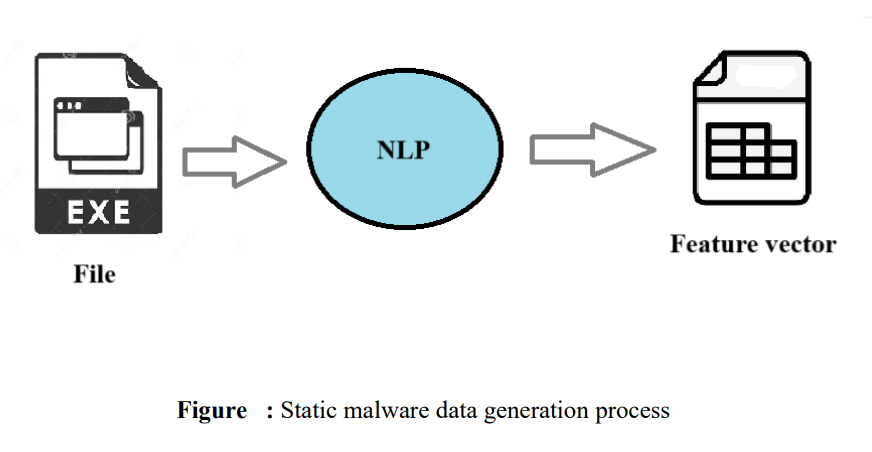 EXE
File
NLP
Feature vector
Figure : Static malware data generation process